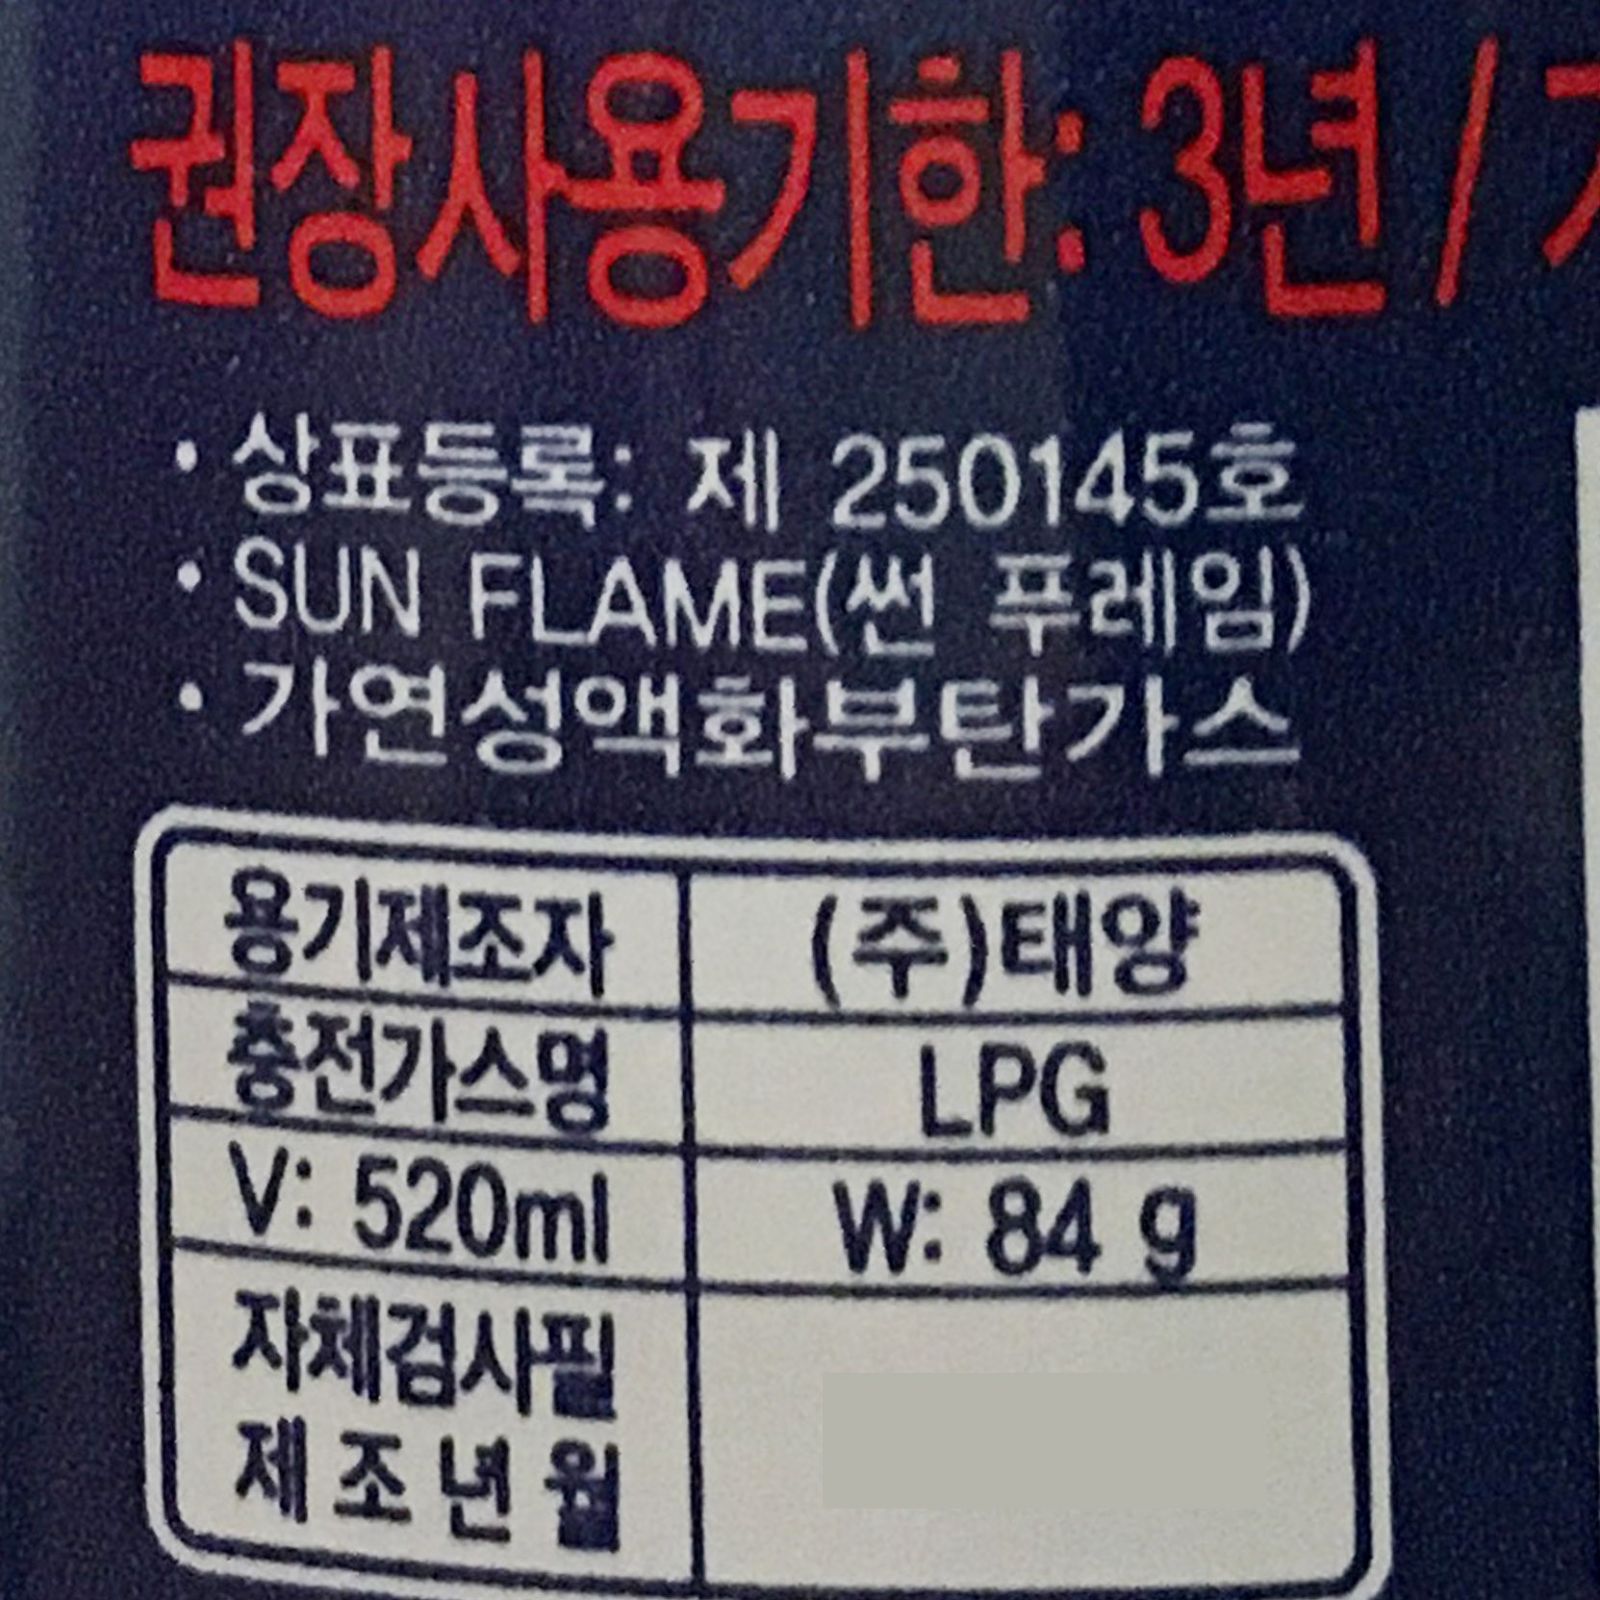 권장사용기한: 3년 /
· 상표등록: 제 250145호
· SUN FLAME(썬 푸레임)
· 가연성액화부탄가스
용기제조자 (주)태양
충전가스명 LPG
V: 520ml W: 84 g
자체검사필
제조년월